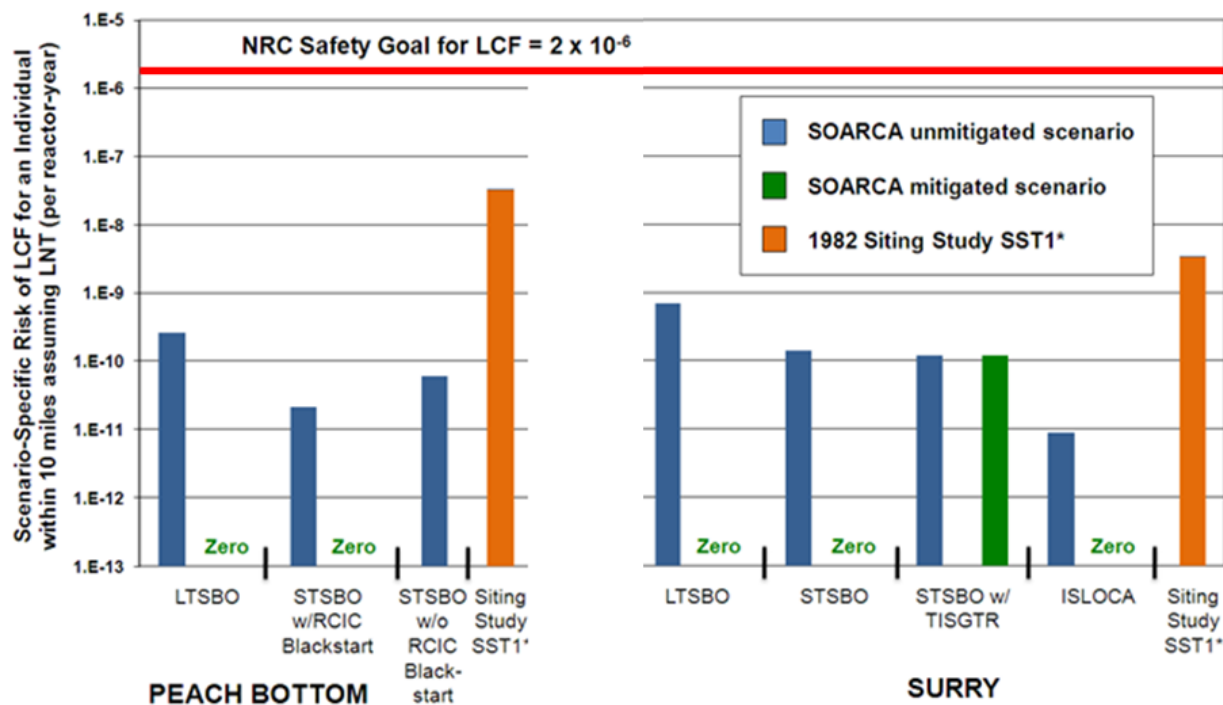 Scenario-Specific Risk of LCF for an Individual
within 10 miles assuming LNT (per reactor-year)
1.E-5
1.E-6
1.E-7
1.E-8
1.E-9
1.E-10
1.E-11
1.E-12
1.E-13
NRC Safety Goal for LCF = 2 x 10⁻⁶
SOARCA unmitigated scenario
SOARCA mitigated scenario
1982 Siting Study SST1*
Zero
Zero
LTSBO
STSBO
w/RCIC
Blackstart
STSBO
w/o
RCIC
Black-
start
Siting
Study
SST1*
PEACH BOTTOM
Zero
Zero
Zero
LTSBO
STSBO
STSBO w/
TISGTR
ISLOCA
Siting
Study
SST1*
SURRY